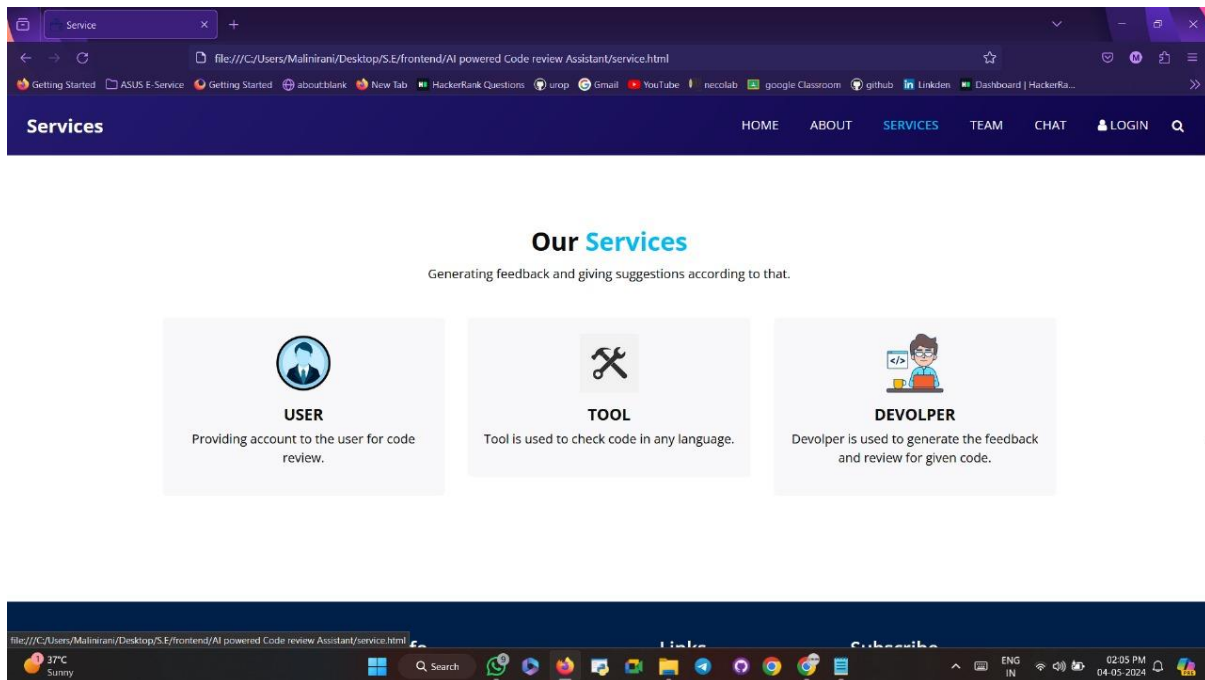 Service
file:///C:/Users/Malinirani/Desktop/S.E/frontend/AI powered Code review Assistant/service.html
M
Getting Started ASUS E-Service Getting Started about:blank New Tab HackerRank Questions urop Gmail YouTube necolab google Classroom github Linkden Dashboard | HackerRa...
Services HOME ABOUT SERVICES TEAM CHAT LOGIN
Our Services
Generating feedback and giving suggestions according to that.
USER
Providing account to the user for code
review.
TOOL
Tool is used to check code in any language.
</>
DEVOLPER
Devolper is used to generate the feedback
and review for given code.
Links
Subscribe
file:///C:/Users/Malinirani/Desktop/S.E/frontend/AI powered Code review Assistant/service.html
1
37°C
Sunny
Search
ENG
IN
02:05 PM
04-05-2024